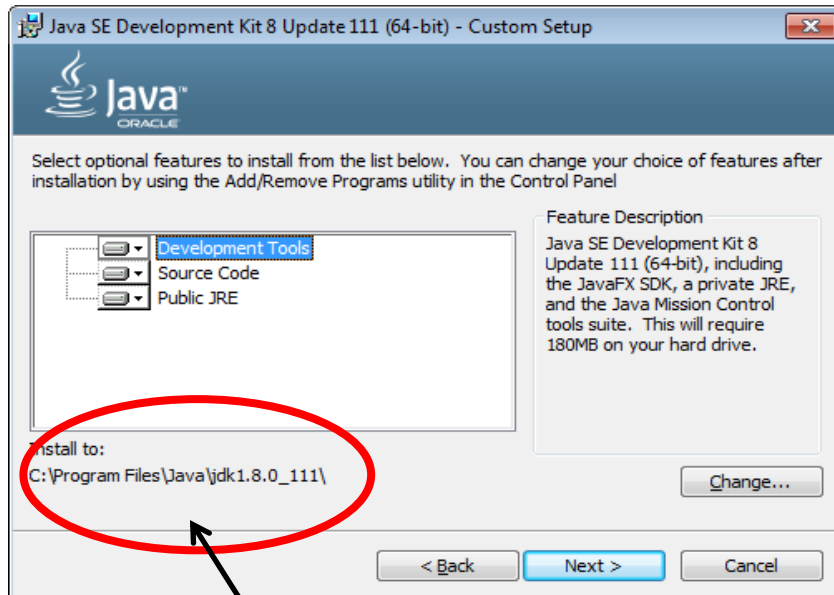 Java SE Development Kit 8 Update 111 (64-bit) - Custom Setup
Java™
ORACLE
Select optional features to install from the list below. You can change your choice of features after
installation by using the Add/Remove Programs utility in the Control Panel
Development Tools
Source Code
Public JRE
Feature Description
Java SE Development Kit 8
Update 111 (64-bit), including
the JavaFX SDK, a private JRE,
and the Java Mission Control
tools suite. This will require
180MB on your hard drive.
Install to:
C:\Program Files\Java\jdk1.8.0_111\
Change...
< Back
Next >
Cancel